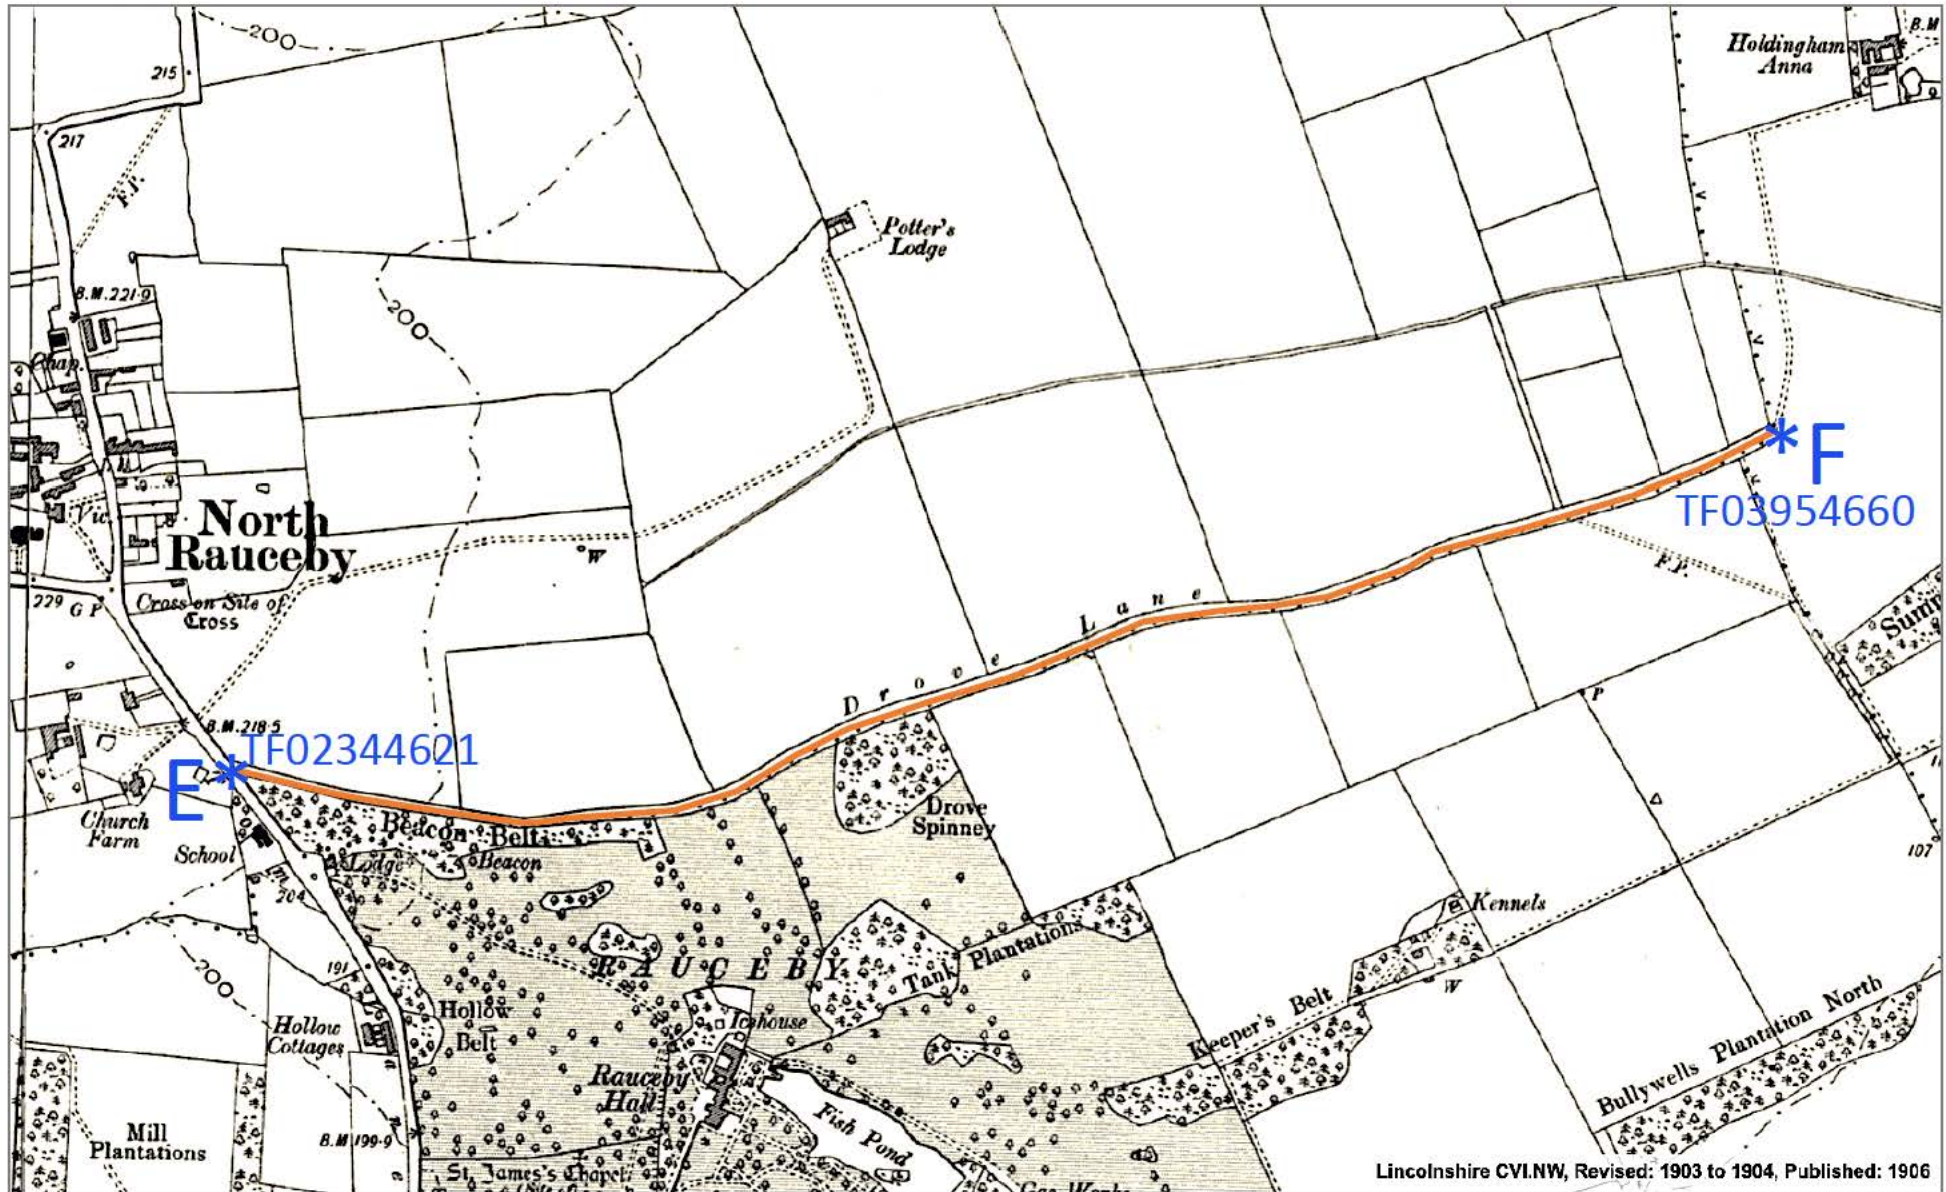 200
215
Holdingham
Anna
B.M
217
F.P.
Potter's
Lodge
B.M.221·9
200
Chap.
F
TF03954660
Vic.
North
Rauceby
W
F.P.
229 G P
Cross on Site of
Cross
Drove Lane
P
B.M.218·5
TF02344621
E
Church
Farm
School
Beacon Belt
Lodge
Beacon
Drove
Spinney
107
204
Kennels
RAUCEBY
Tank Plantations
191
200
W
Hollow
Belt
Icehouse
Hollow
Cottages
Keeper's Belt
Bullywells Plantation North
Rauceby
Hall
Fish Pond
Mill
Plantations
B.M.199·9
St. James's Chapel
Lincolnshire CVI.NW, Revised: 1903 to 1904, Published: 1906